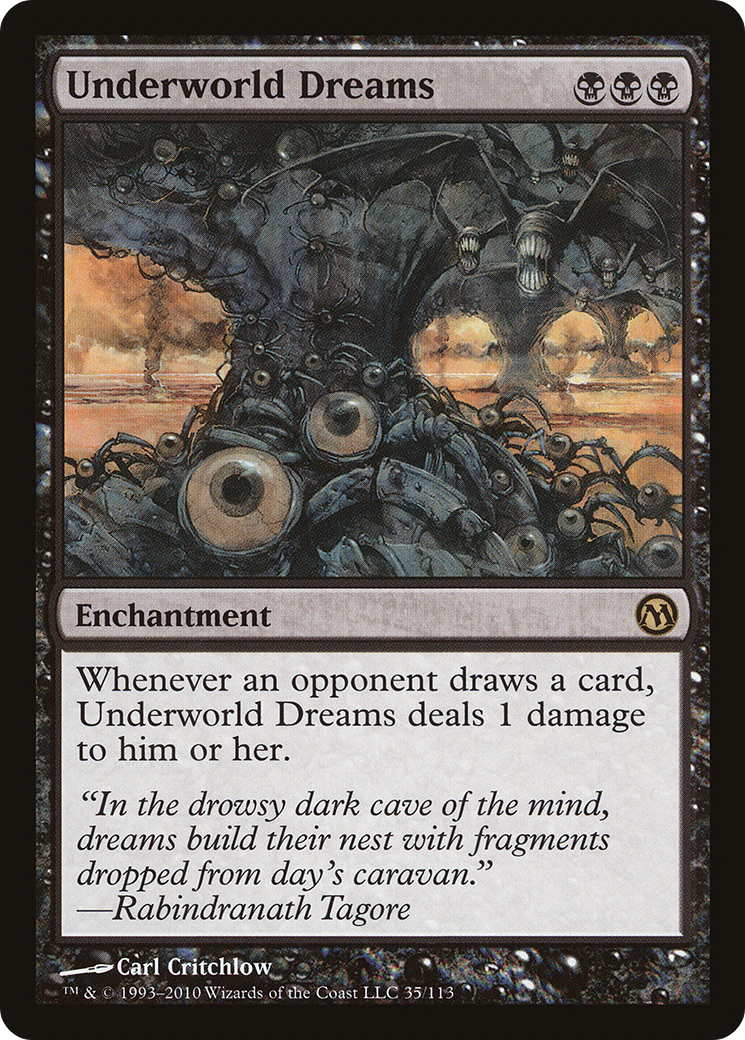 Underworld Dreams
Enchantment
Whenever an opponent draws a card,
Underworld Dreams deals 1 damage
to him or her.
“In the drowsy dark cave of the mind,
dreams build their nest with fragments
dropped from day’s caravan.”
—Rabindranath Tagore
Carl Critchlow
™ & © 1993–2010 Wizards of the Coast LLC 35/113